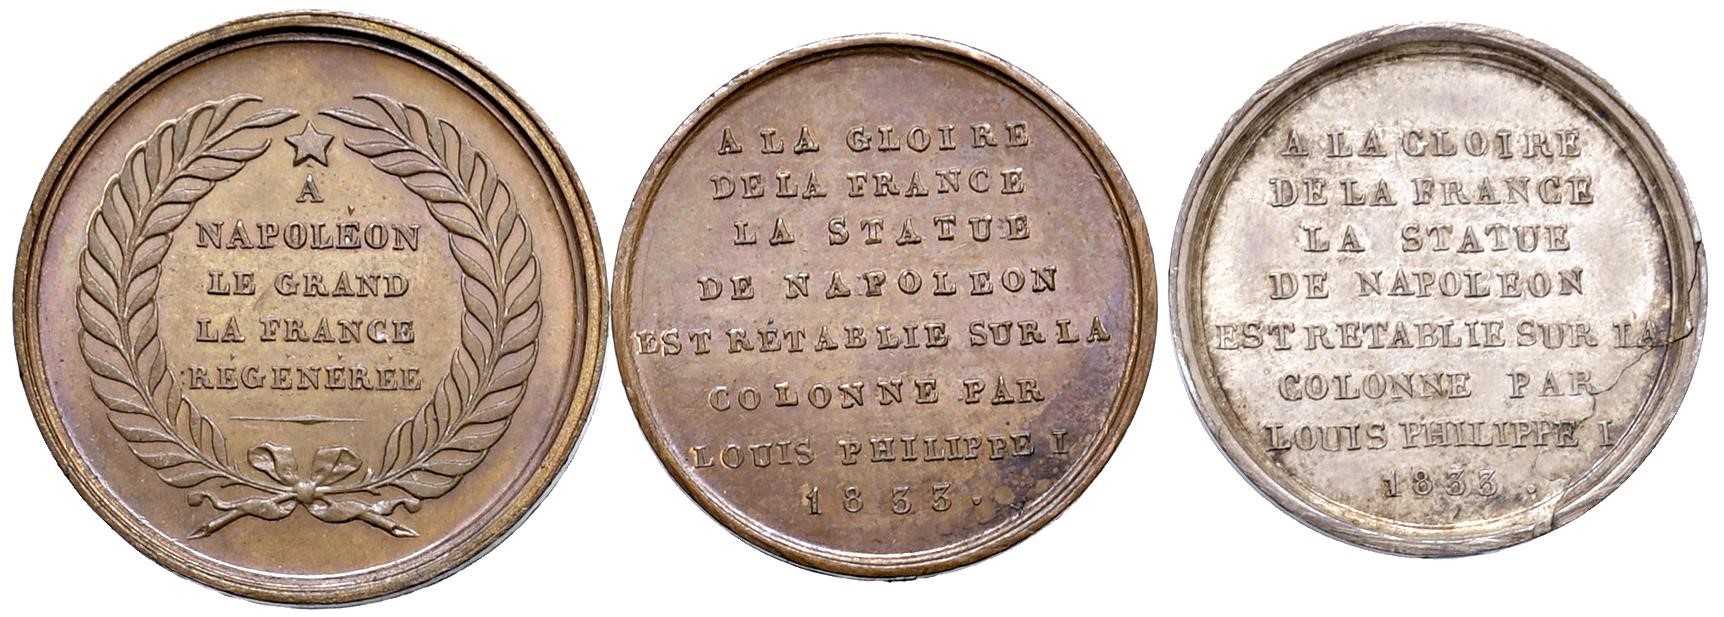 A
NAPOLÉON
LE GRAND
LA FRANCE
RÉGÉNÉRÉE
A LA GLOIRE
DE LA FRANCE
LA STATUE
DE NAPOLEON
EST RÉTABLIE SUR LA
COLONNE PAR
LOUIS PHILIPPE I
1833.
A LA GLOIRE
DE LA FRANCE
LA STATUE
DE NAPOLEON
EST RETABLIE SUR LA
COLONNE PAR
LOUIS PHILIPPE I
1833.